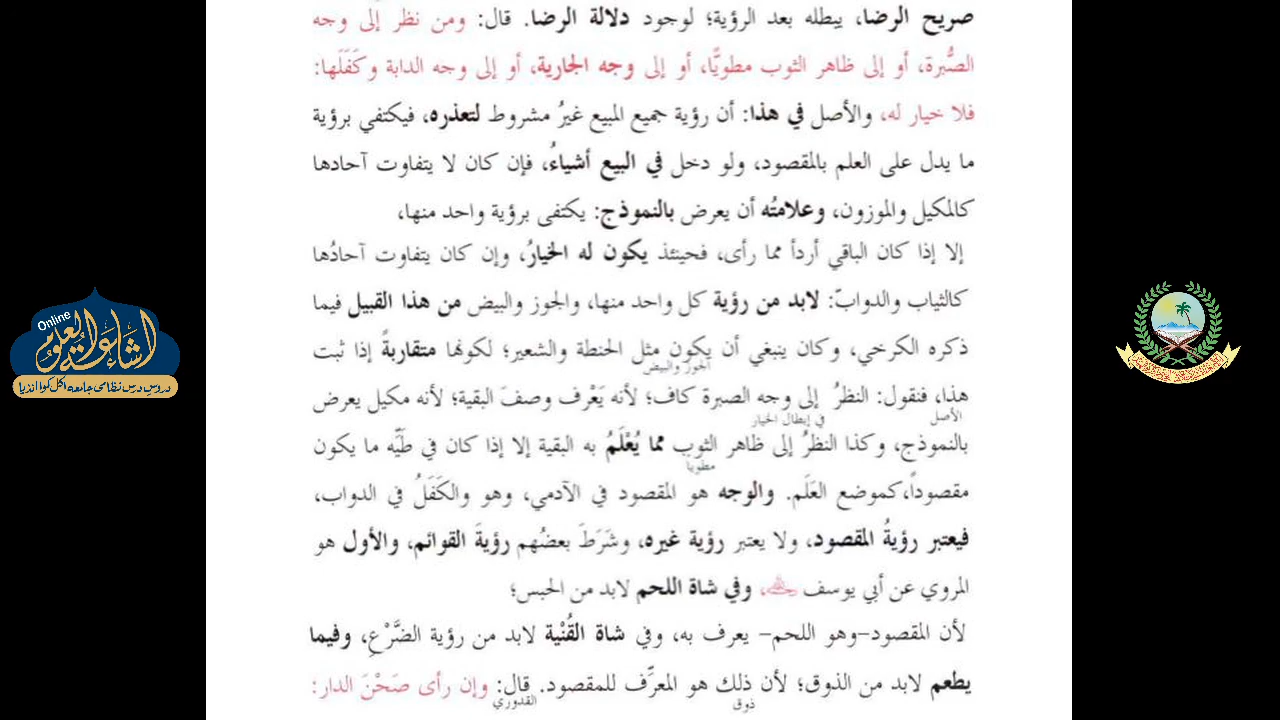 صريح الرضا، يبطله بعد الرؤية؛ لوجود دلالة الرضا. قال: ومن نظر إلى وجه
الصُّبرة، أو إلى ظاهر الثوب مطويًّا، أو إلى وجه الجارية، أو إلى وجه الدابة وكَفَلَها:
فلا خيار له، والأصل في هذا: أن رؤية جميع المبيع غيرُ مشروط لتعذره، فيكتفي برؤية
ما يدل على العلم بالمقصود، ولو دخل في البيع أشياءُ، فإن كان لا يتفاوت آحادها
كالمكيل والموزون، وعلامتُه أن يعرض بالنموذج: يكتفى برؤية واحد منها،
إلا إذا كان الباقي أردأ مما رأى، فحينئذ يكون له الخيارُ، وإن كان يتفاوت آحادُها
كالثياب والدوابّ: لابد من رؤية كل واحد منها، والجوز والبيض من هذا القبيل فيما
ذكره الكرخي، وكان ينبغي أن يكون مثل الحنطة والشعير؛ لكونها متقاربةً إذا ثبت
الجوز والبيض
هذا، فنقول: النظرُ إلى وجه الصبرة كاف؛ لأنه يَعْرف وصفَ البقية؛ لأنه مكيل يعرض
الأصل في إبطال الخيار
بالنموذج، وكذا النظرُ إلى ظاهر الثوب مما يُعْلَمُ به البقية إلا إذا كان في طَيِّه ما يكون
مطويا
مقصوداً،كموضع العَلَم. والوجه هو المقصود في الآدمي، وهو والكَفَلُ في الدواب،
فيعتبر رؤيةُ المقصود، ولا يعتبر رؤية غيره، وشَرَطَ بعضُهم رؤيةَ القوائم، والأول هو
المروي عن أبي يوسف ، وفي شاة اللحم لابد من الحبس؛
لأن المقصود-وهو اللحم- يعرف به، وفي شاة القُنْية لابد من رؤية الضَّرْعِ، وفيما
يطعم لابد من الذوق؛ لأن ذلك هو المعرِّف للمقصود. قال: وإن رأى صَحْنَ الدار:
ذوق القدوري
Online
اشاعۃ العلوم
دروسِ درس نظامی جامعہ اکل کوا انڈیا